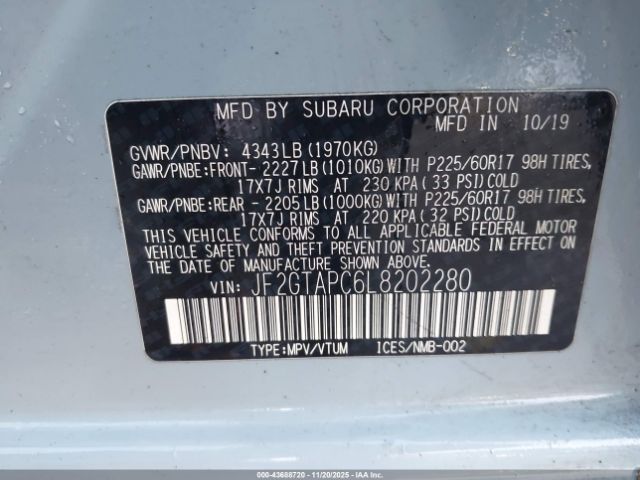 MFD BY SUBARU CORPORATION
MFD IN 10/19
GVWR/PNBV: 4343LB (1970KG)
GAWR/PNBE:FRONT- 2227LB (1010KG) WITH P225/60R17 98H TIRES,
17X7J RIMS AT 230 KPA ( 33 PSI) COLD
GAWR/PNBE:REAR - 2205LB (1000KG) WITH P225/60R17 98H TIRES,
17X7J RIMS AT 220 KPA ( 32 PSI) COLD
THIS VEHICLE CONFORMS TO ALL APPLICABLE FEDERAL MOTOR
VEHICLE SAFETY AND THEFT PREVENTION STANDARDS IN EFFECT ON
THE DATE OF MANUFACTURE SHOWN ABOVE.
VIN: JF2GTAPC6L8202280
TYPE:MPV/VTUM ICES/NMB-002
000-43688720 - 11/20/2025 - IAAI.COM